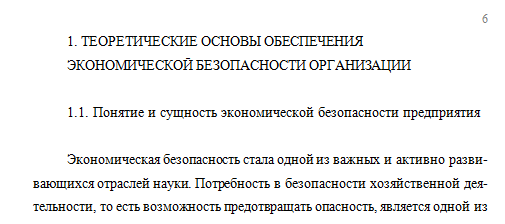 6
1. ТЕОРЕТИЧЕСКИЕ ОСНОВЫ ОБЕСПЕЧЕНИЯ
ЭКОНОМИЧЕСКОЙ БЕЗОПАСНОСТИ ОРГАНИЗАЦИИ
1.1. Понятие и сущность экономической безопасности предприятия
Экономическая безопасность стала одной из важных и активно разви-
вающихся отраслей науки. Потребность в безопасности хозяйственной дея-
тельности, то есть возможность предотвращать опасность, является одной из